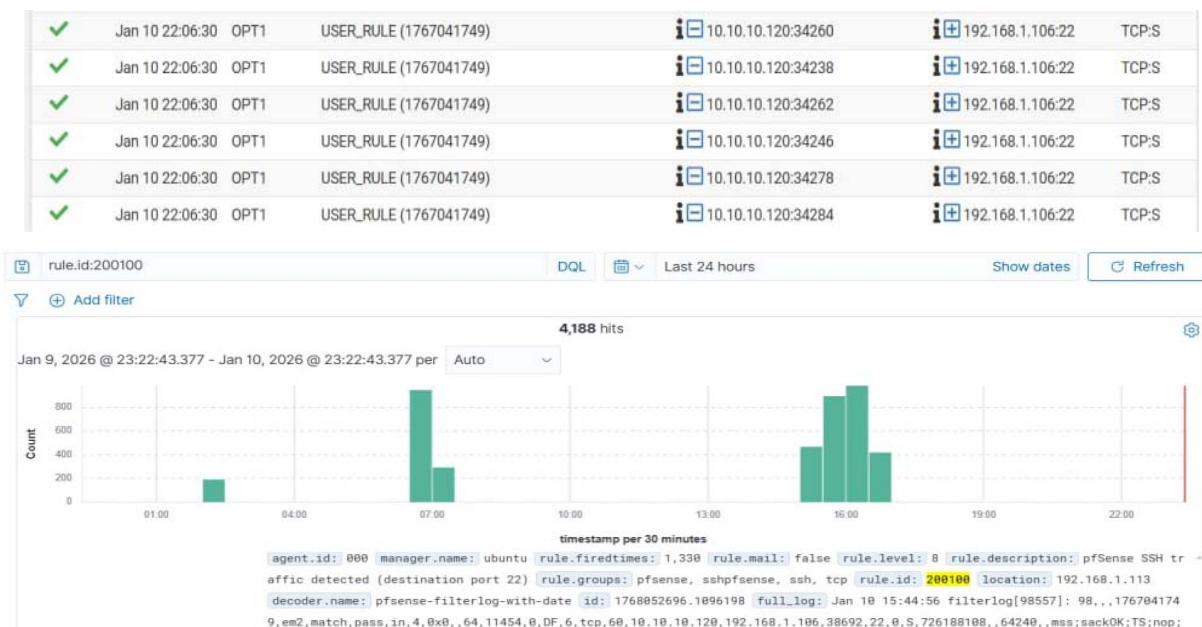 Jan 10 22:06:30 OPT1 USER_RULE (1767041749) 10.10.10.120:34260 192.168.1.106:22 TCP:S
Jan 10 22:06:30 OPT1 USER_RULE (1767041749) 10.10.10.120:34238 192.168.1.106:22 TCP:S
Jan 10 22:06:30 OPT1 USER_RULE (1767041749) 10.10.10.120:34262 192.168.1.106:22 TCP:S
Jan 10 22:06:30 OPT1 USER_RULE (1767041749) 10.10.10.120:34246 192.168.1.106:22 TCP:S
Jan 10 22:06:30 OPT1 USER_RULE (1767041749) 10.10.10.120:34278 192.168.1.106:22 TCP:S
Jan 10 22:06:30 OPT1 USER_RULE (1767041749) 10.10.10.120:34284 192.168.1.106:22 TCP:S
rule.id:200100 DQL Last 24 hours Show dates Refresh
Add filter
4,188 hits
Jan 9, 2026 @ 23:22:43.377 - Jan 10, 2026 @ 23:22:43.377 per Auto
800
600
400
200
0
Count
01:00 04:00 07:00 10:00 13:00 16:00 19:00 22:00
timestamp per 30 minutes
agent.id: 000 manager.name: ubuntu rule.firedtimes: 1,330 rule.mail: false rule.level: 8 rule.description: pfSense SSH tr
affic detected (destination port 22) rule.groups: pfsense, sshpfsense, ssh, tcp rule.id: 200100 location: 192.168.1.113
decoder.name: pfsense-filterlog-with-date id: 1768052696.1096198 full_log: Jan 10 15:44:56 filterlog[98557]: 98,,,176704174
9,em2,match,pass,in,4,0x0,,64,11454,0,DF,6,tcp,60,10.10.10.120,192.168.1.106,38692,22,0,S,726188108,,64240,,mss;sackOK;TS;nop;